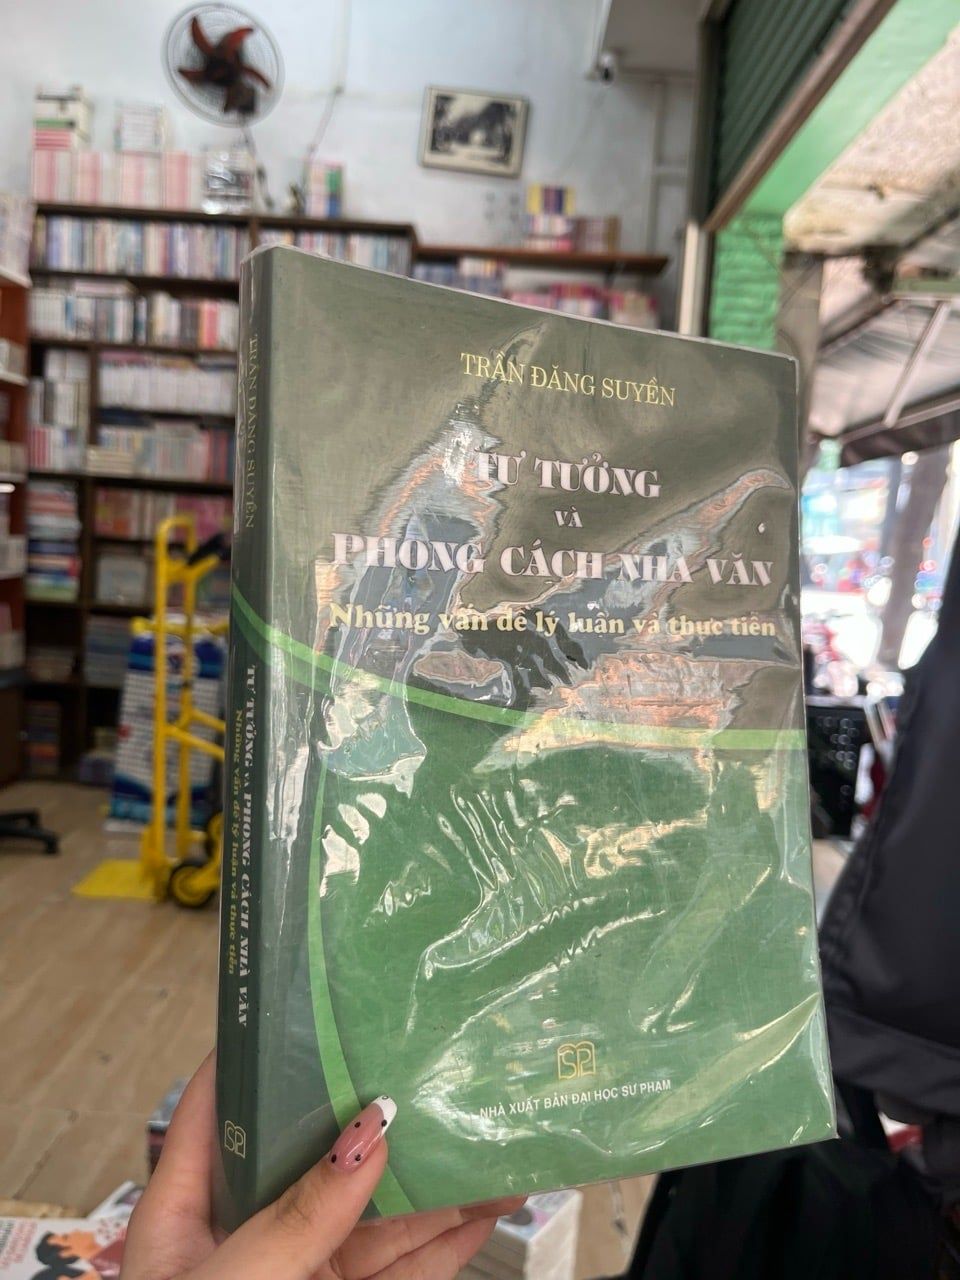 TRẦN ĐĂNG SUYỀN
TƯ TƯỞNG
VÀ
PHONG CÁCH NHÀ VĂN
Những vấn đề lý luận và thực tiễn
NHÀ XUẤT BẢN ĐẠI HỌC SƯ PHẠM
TRẦN ĐĂNG SUYỀN
TƯ TƯỞNG VÀ PHONG CÁCH NHÀ VĂN
Những vấn đề lý luận và thực tiễn